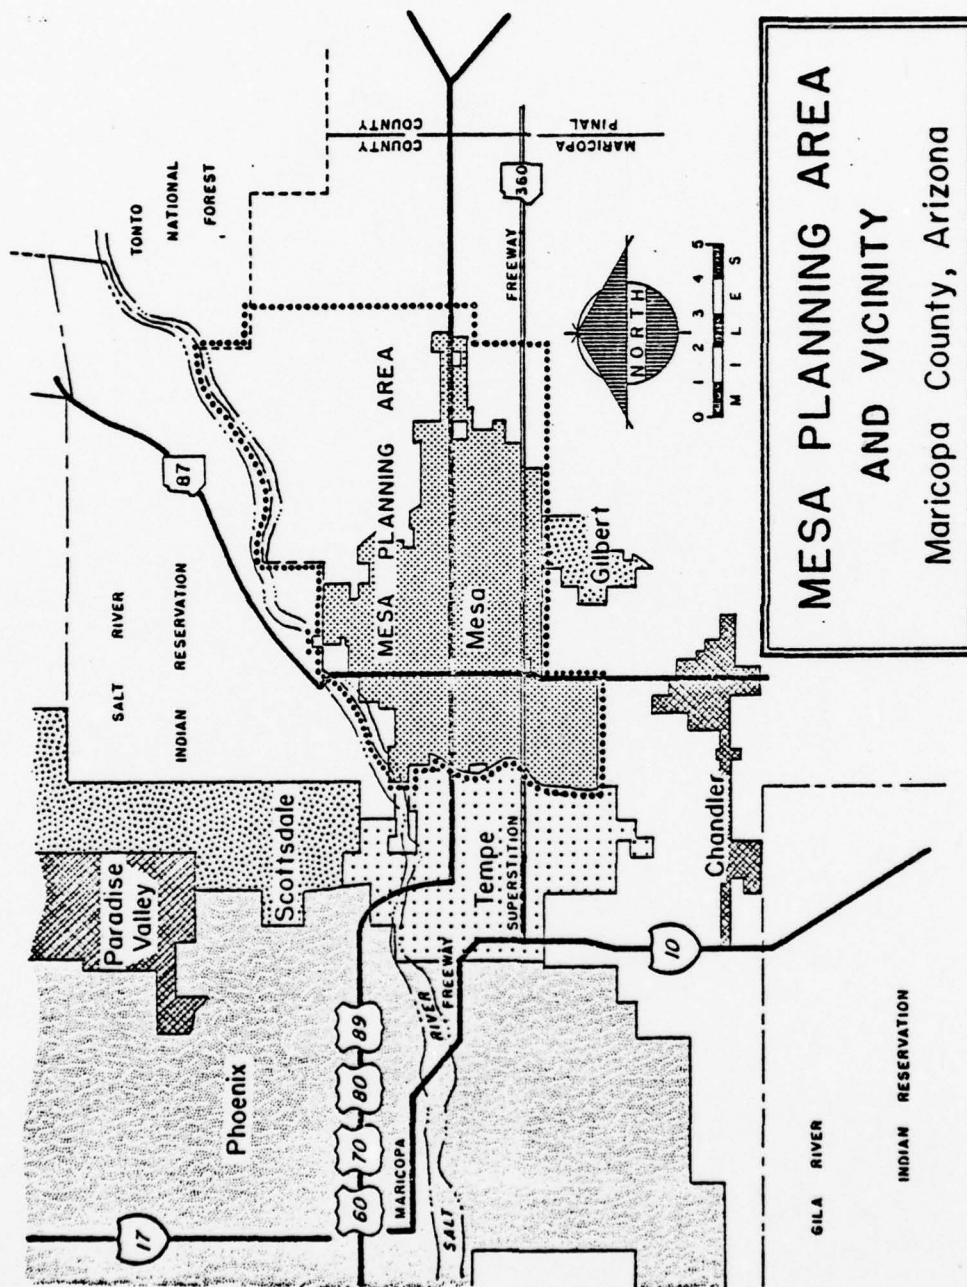 MESA PLANNING AREA
AND VICINITY
Maricopa County, Arizona
TONTO
NATIONAL
FOREST
COUNTY
COUNTY
PINAL
MARICOPA
360
FREEWAY
NORTH
0 1 2 3 4 5
MILES
87
SALT RIVER
INDIAN RESERVATION
MESA PLANNING AREA
Mesa
Gilbert
Scottsdale
Paradise
Valley
Tempe
SUPERSTITION
Chandler
10
Phoenix
17
60
70
80
89
MARICOPA
FREEWAY
SALT
RIVER
GILA RIVER
INDIAN RESERVATION